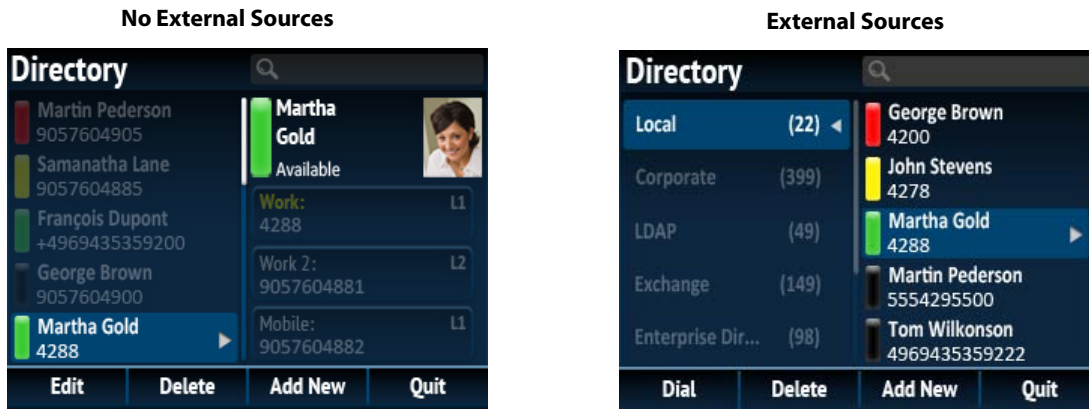 No External Sources
Directory
Martin Pederson
9057604905
Samanatha Lane
9057604885
François Dupont
+4969435359200
George Brown
9057604900
Martha Gold
4288
Martha
Gold
Available
Work: L1
4288
Work 2: L2
9057604881
Mobile: L1
9057604882
Edit Delete Add New Quit
External Sources
Directory
Local (22)
Corporate (399)
LDAP (49)
Exchange (149)
Enterprise Dir... (98)
George Brown
4200
John Stevens
4278
Martha Gold
4288
Martin Pederson
5554295500
Tom Wilkonson
4969435359222
Dial Delete Add New Quit